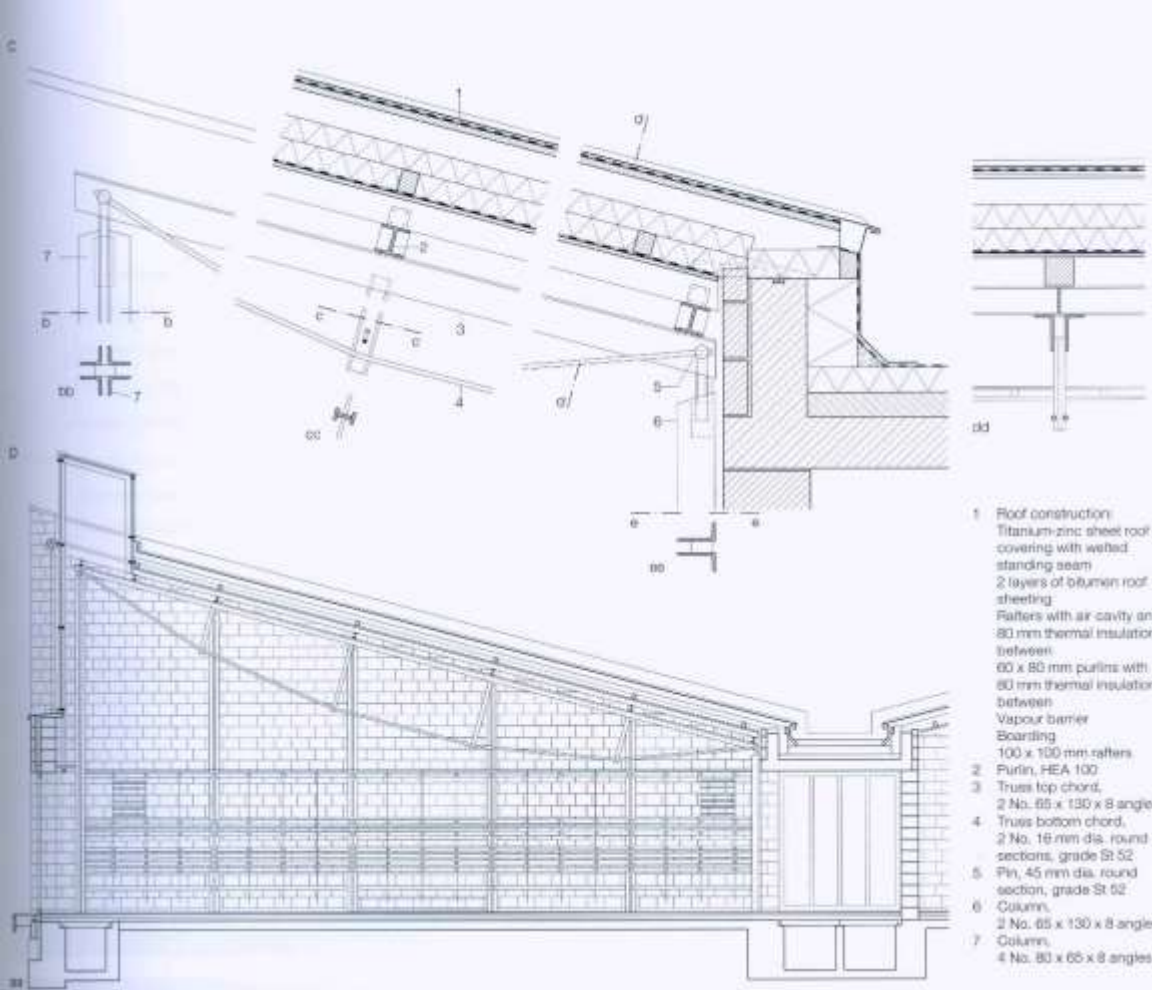 C
1
d
2
7
b
b
c
c
3
5
d
4
6
bb
7
cc
dd
D
e
e
ee
1 Roof construction:
Titanium-zinc sheet roof
covering with welted
standing seam
2 layers of bitumen roof
sheeting
Rafters with air cavity an
80 mm thermal insulation
between
60 x 80 mm purlins with
80 mm thermal insulation
between
Vapour barrier
Boarding
100 x 100 mm rafters
2 Purlin, HEA 100
3 Truss top chord,
2 No. 65 x 130 x 8 angle
4 Truss bottom chord,
2 No. 16 mm dia. round
sections, grade St 52
5 Pin, 45 mm dia. round
section, grade St 52
6 Column,
2 No. 65 x 130 x 8 angle
7 Column,
4 No. 80 x 65 x 8 angles
aa